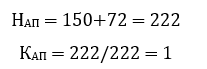 Нап = 150+72 = 222
Кап = 222/222 = 1